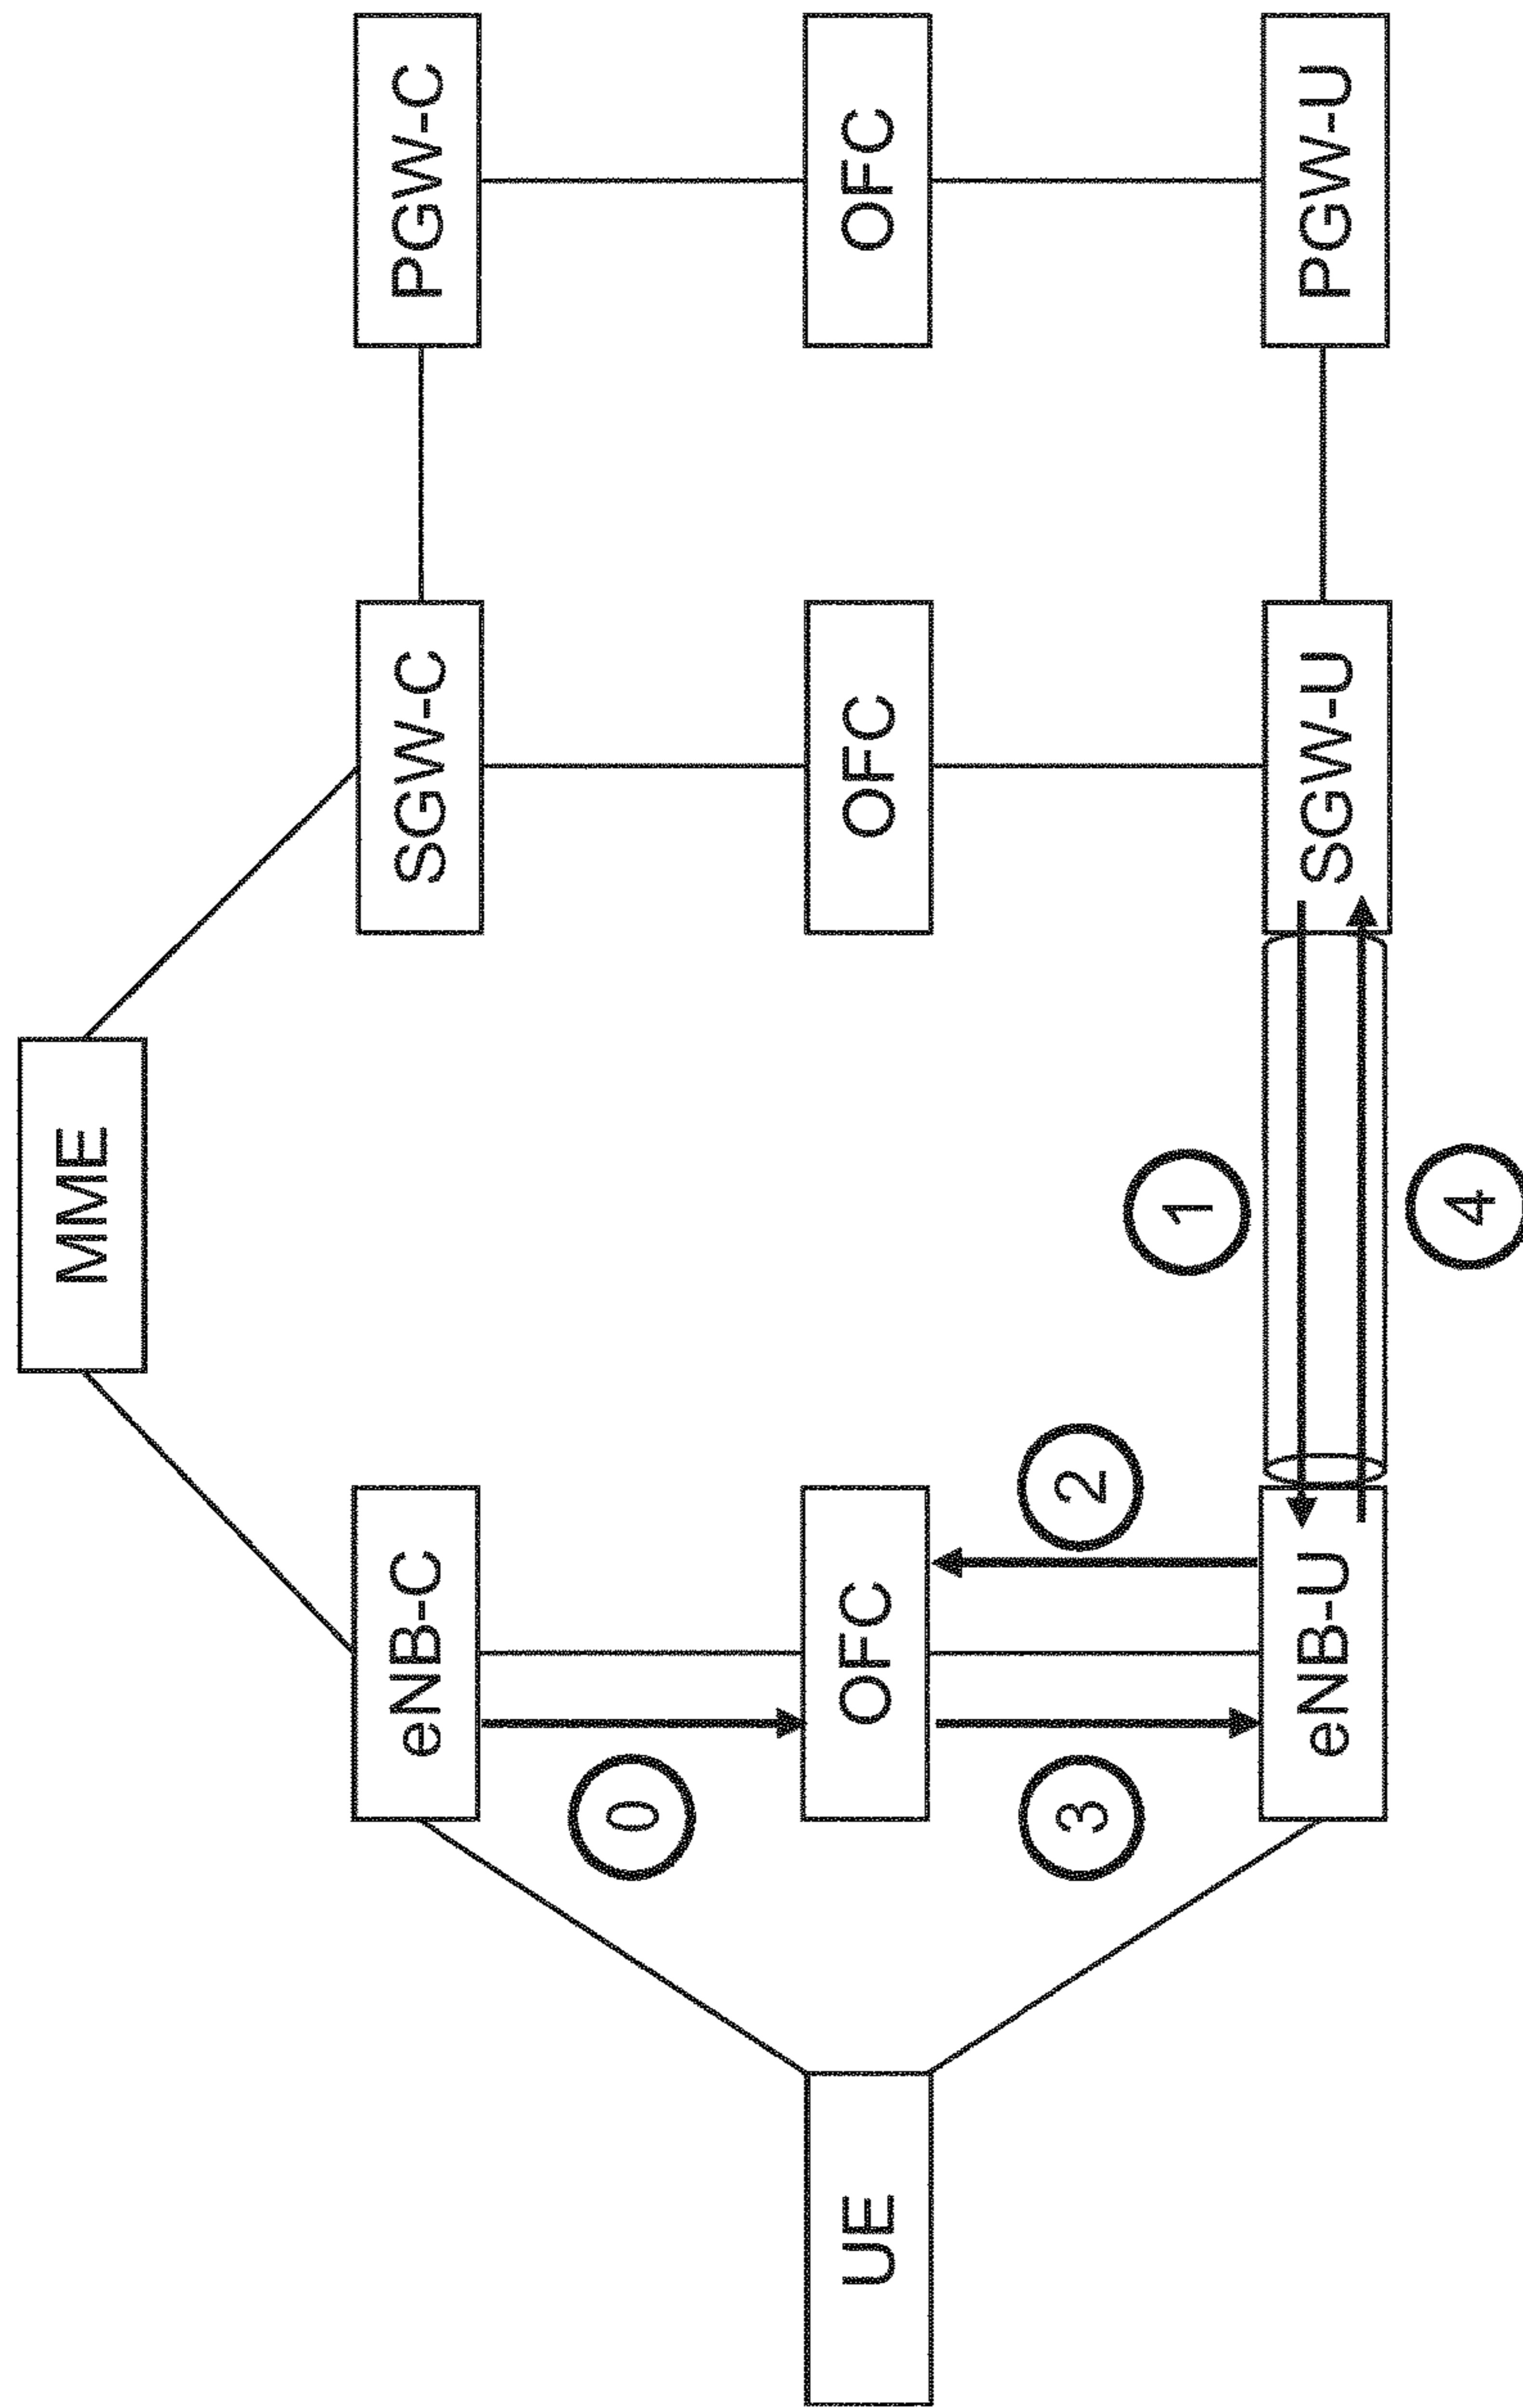 MME
eNB-C
SGW-C
PGW-C
0
UE
OFC
OFC
OFC
3
2
1
eNB-U
SGW-U
PGW-U
4